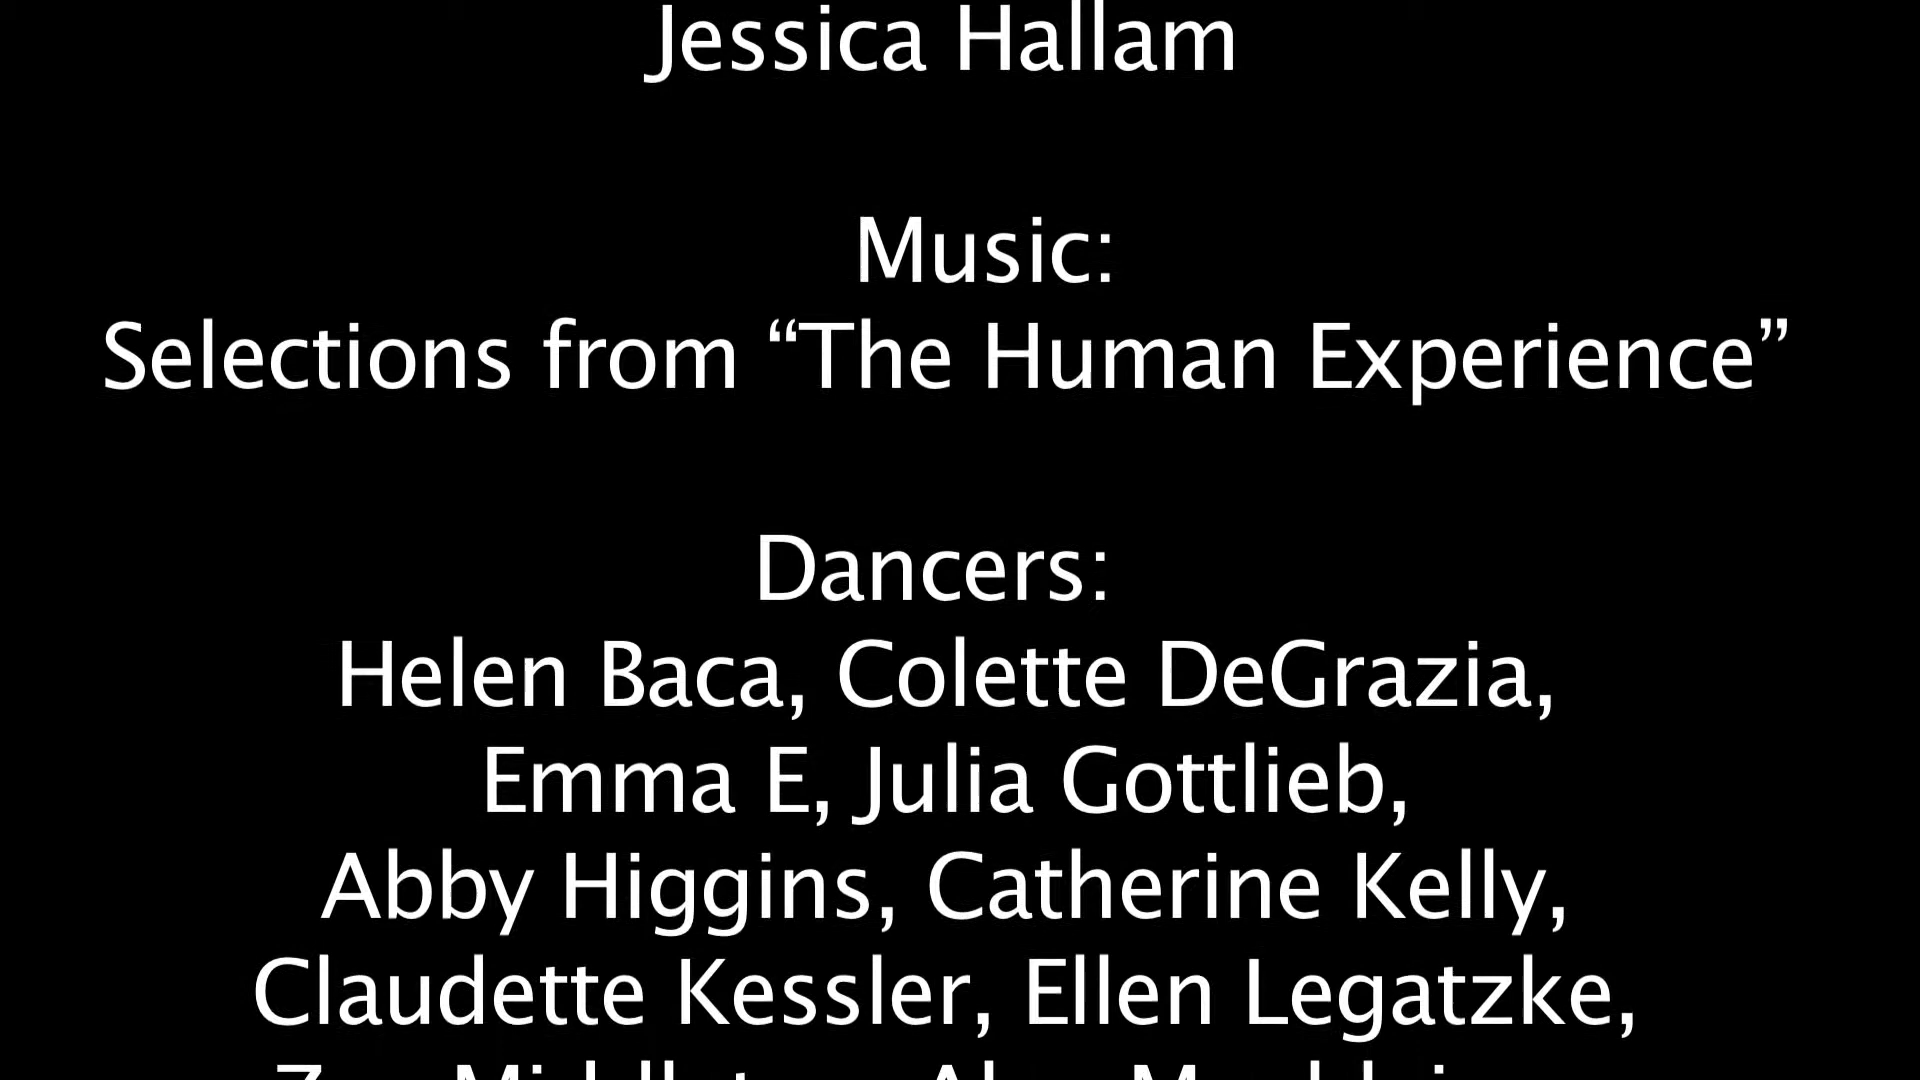 Jessica Hallam
Music:
Selections from “The Human Experience”
Dancers:
Helen Baca, Colette DeGrazia,
Emma E, Julia Gottlieb,
Abby Higgins, Catherine Kelly,
Claudette Kessler, Ellen Legatzke,